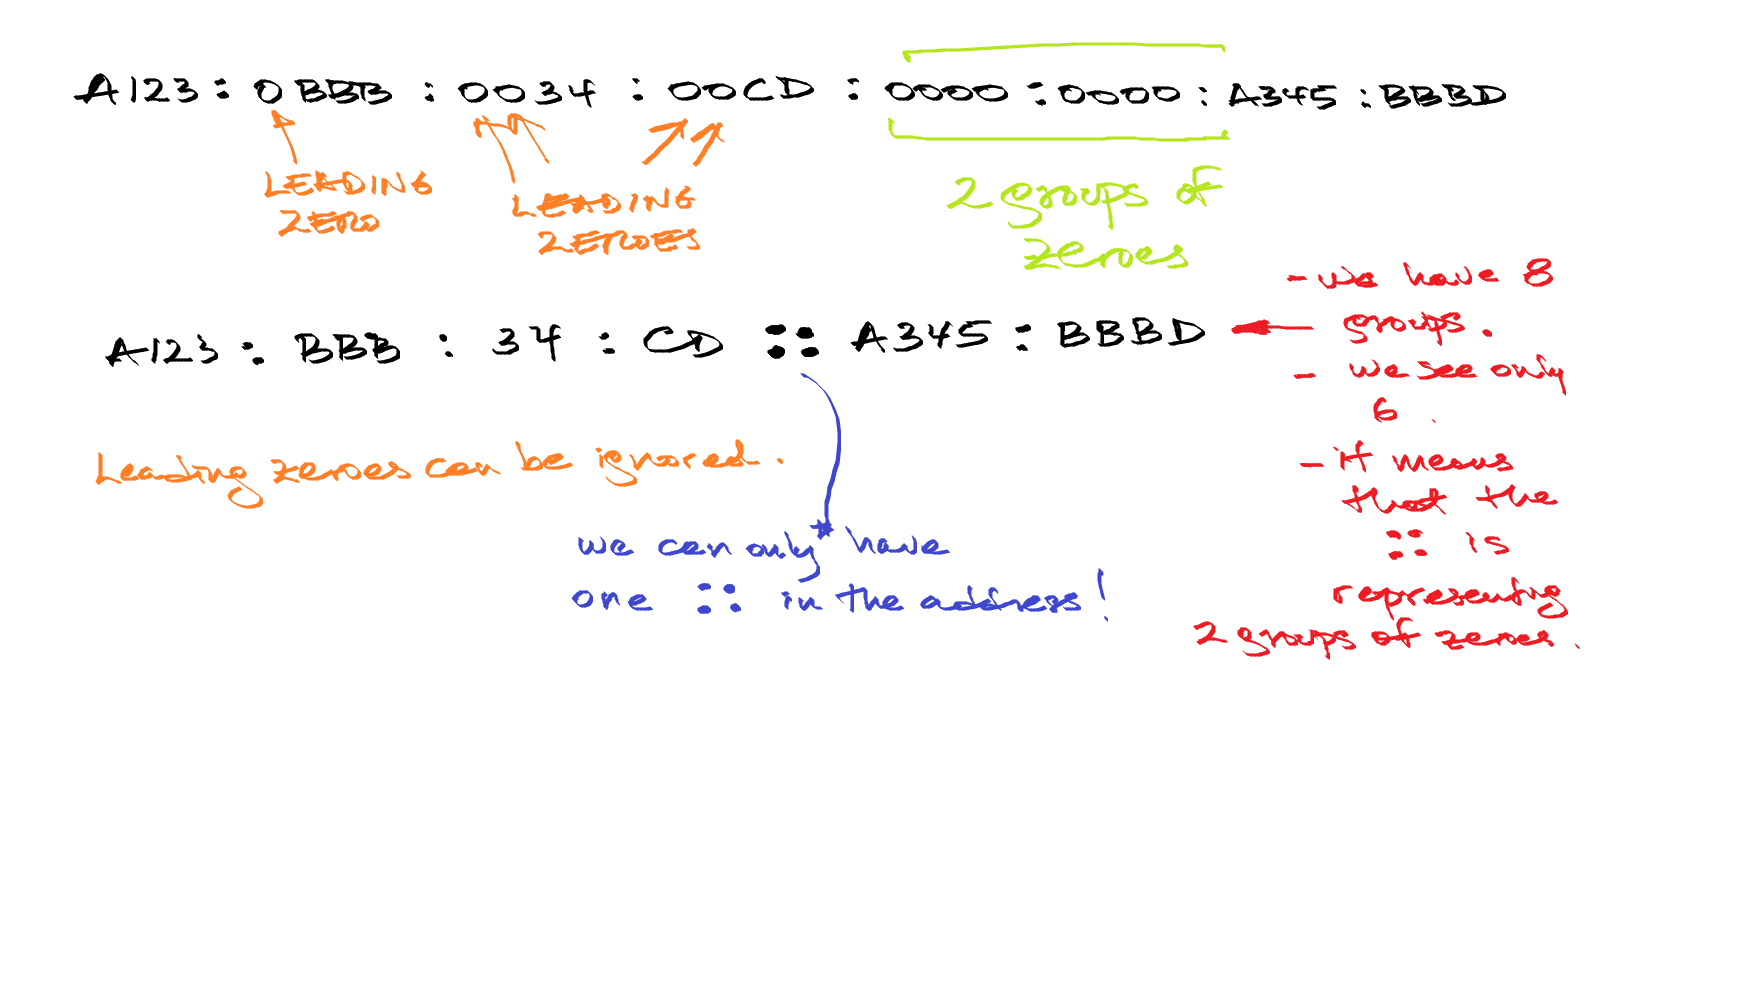 A123 : 0BBB : 0034 : 00CD : 0000 : 0000 : A345 : BBBD
LEADING
ZERO
LEADING
ZEROES
2 groups of
zeroes
A123 : BBB : 34 : CD :: A345 : BBBD
- we have 8
groups.
- we see only
6.
- it means
that the
:: is
representing
2 groups of zeroes.
Leading zeroes can be ignored.
we can only have
one :: in the address!